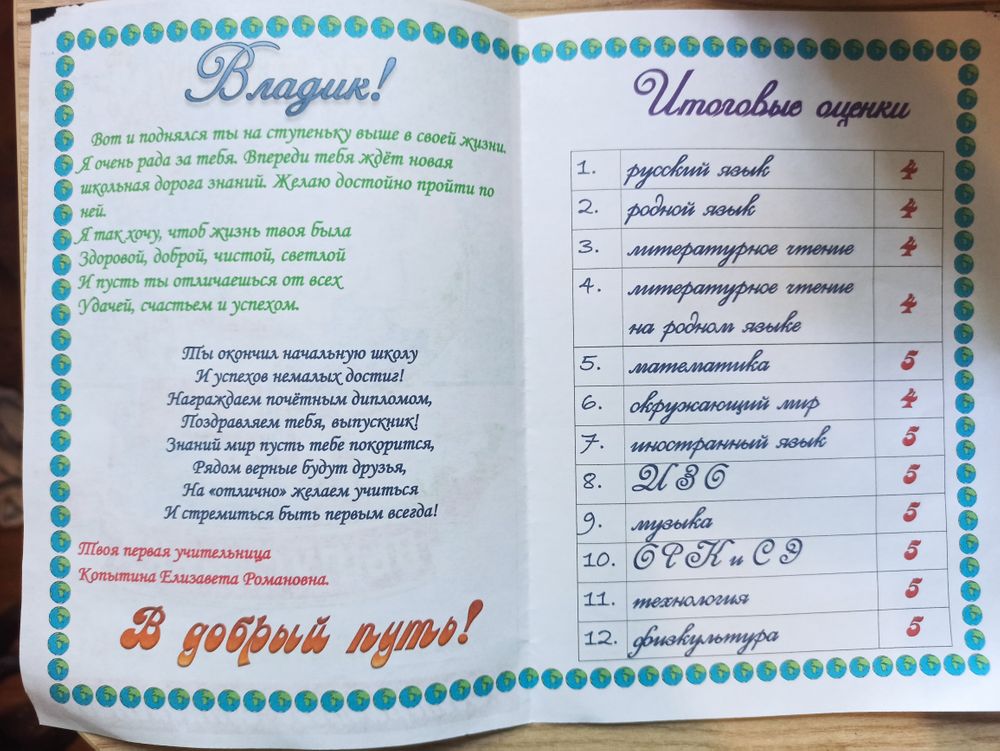 Владик!
Вот и поднялся ты на ступеньку выше в своей жизни.
Я очень рада за тебя. Впереди тебя ждёт новая
школьная дорога знаний. Желаю достойно пройти по
ней.
Я так хочу, чтоб жизнь твоя была
Здоровой, доброй, чистой, светлой
И пусть ты отличаешься от всех
Удачей, счастьем и успехом.
Ты окончил начальную школу
И успехов немалых достиг!
Награждаем почётным дипломом,
Поздравляем тебя, выпускник!
Знаний мир пусть тебе покорится,
Рядом верные будут друзья,
На «отлично» желаем учиться
И стремиться быть первым всегда!
Твоя первая учительница
Копытина Елизавета Романовна.
В добрый путь!
Итоговые оценки
1. русский язык 4
2. родной язык 4
3. литературное чтение 4
4. литературное чтение
на родном языке 4
5. математика 5
6. окружающий мир 4
7. иностранный язык 5
8. ИЗО 5
9. музыка 5
10. ОРК и СЭ 5
11. технология 5
12. физкультура 5